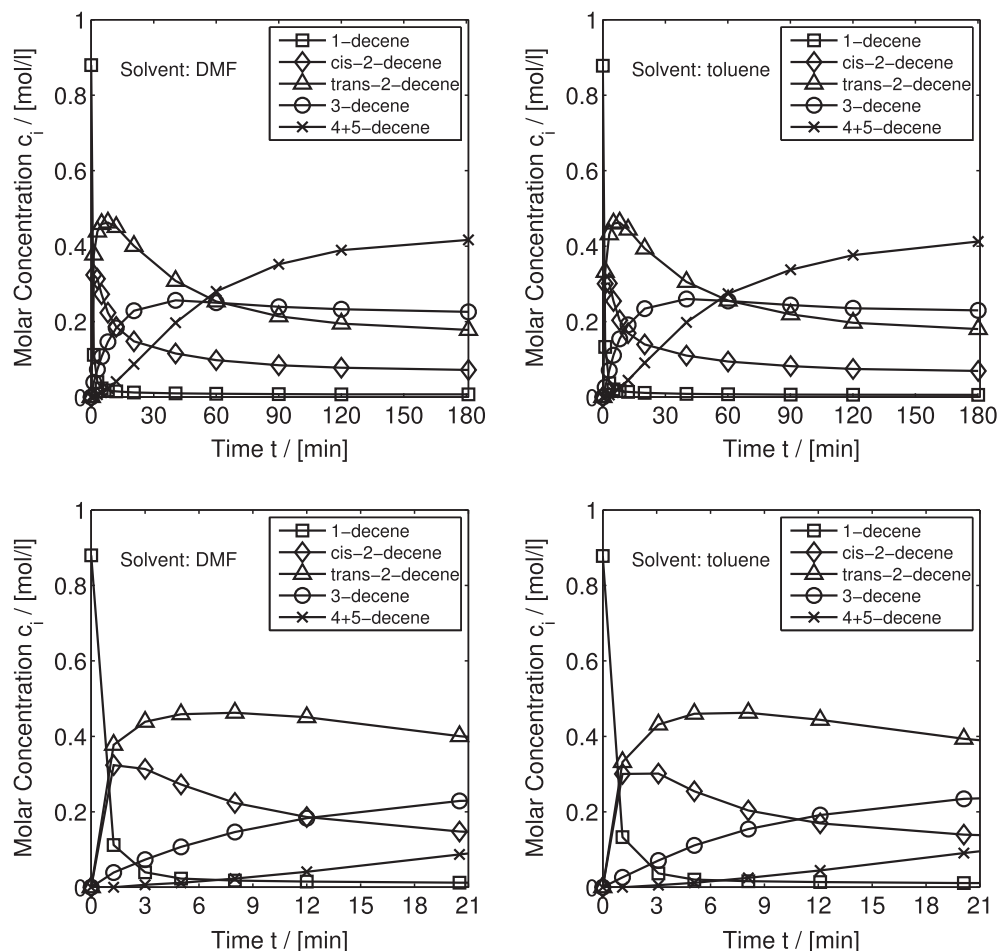 Molar Concentration c_i / [mol/l]
1
0.8
0.6
0.4
0.2
0
Solvent: DMF
1−decene
cis−2−decene
trans−2−decene
3−decene
4+5−decene
0 30 60 90 120 150 180
Time t / [min]
Molar Concentration c_i / [mol/l]
1
0.8
0.6
0.4
0.2
0
Solvent: toluene
1−decene
cis−2−decene
trans−2−decene
3−decene
4+5−decene
0 30 60 90 120 150 180
Time t / [min]
Molar Concentration c_i / [mol/l]
1
0.8
0.6
0.4
0.2
0
Solvent: DMF
1−decene
cis−2−decene
trans−2−decene
3−decene
4+5−decene
0 3 6 9 12 15 18 21
Time t / [min]
Molar Concentration c_i / [mol/l]
1
0.8
0.6
0.4
0.2
0
Solvent: toluene
1−decene
cis−2−decene
trans−2−decene
3−decene
4+5−decene
0 3 6 9 12 15 18 21
Time t / [min]